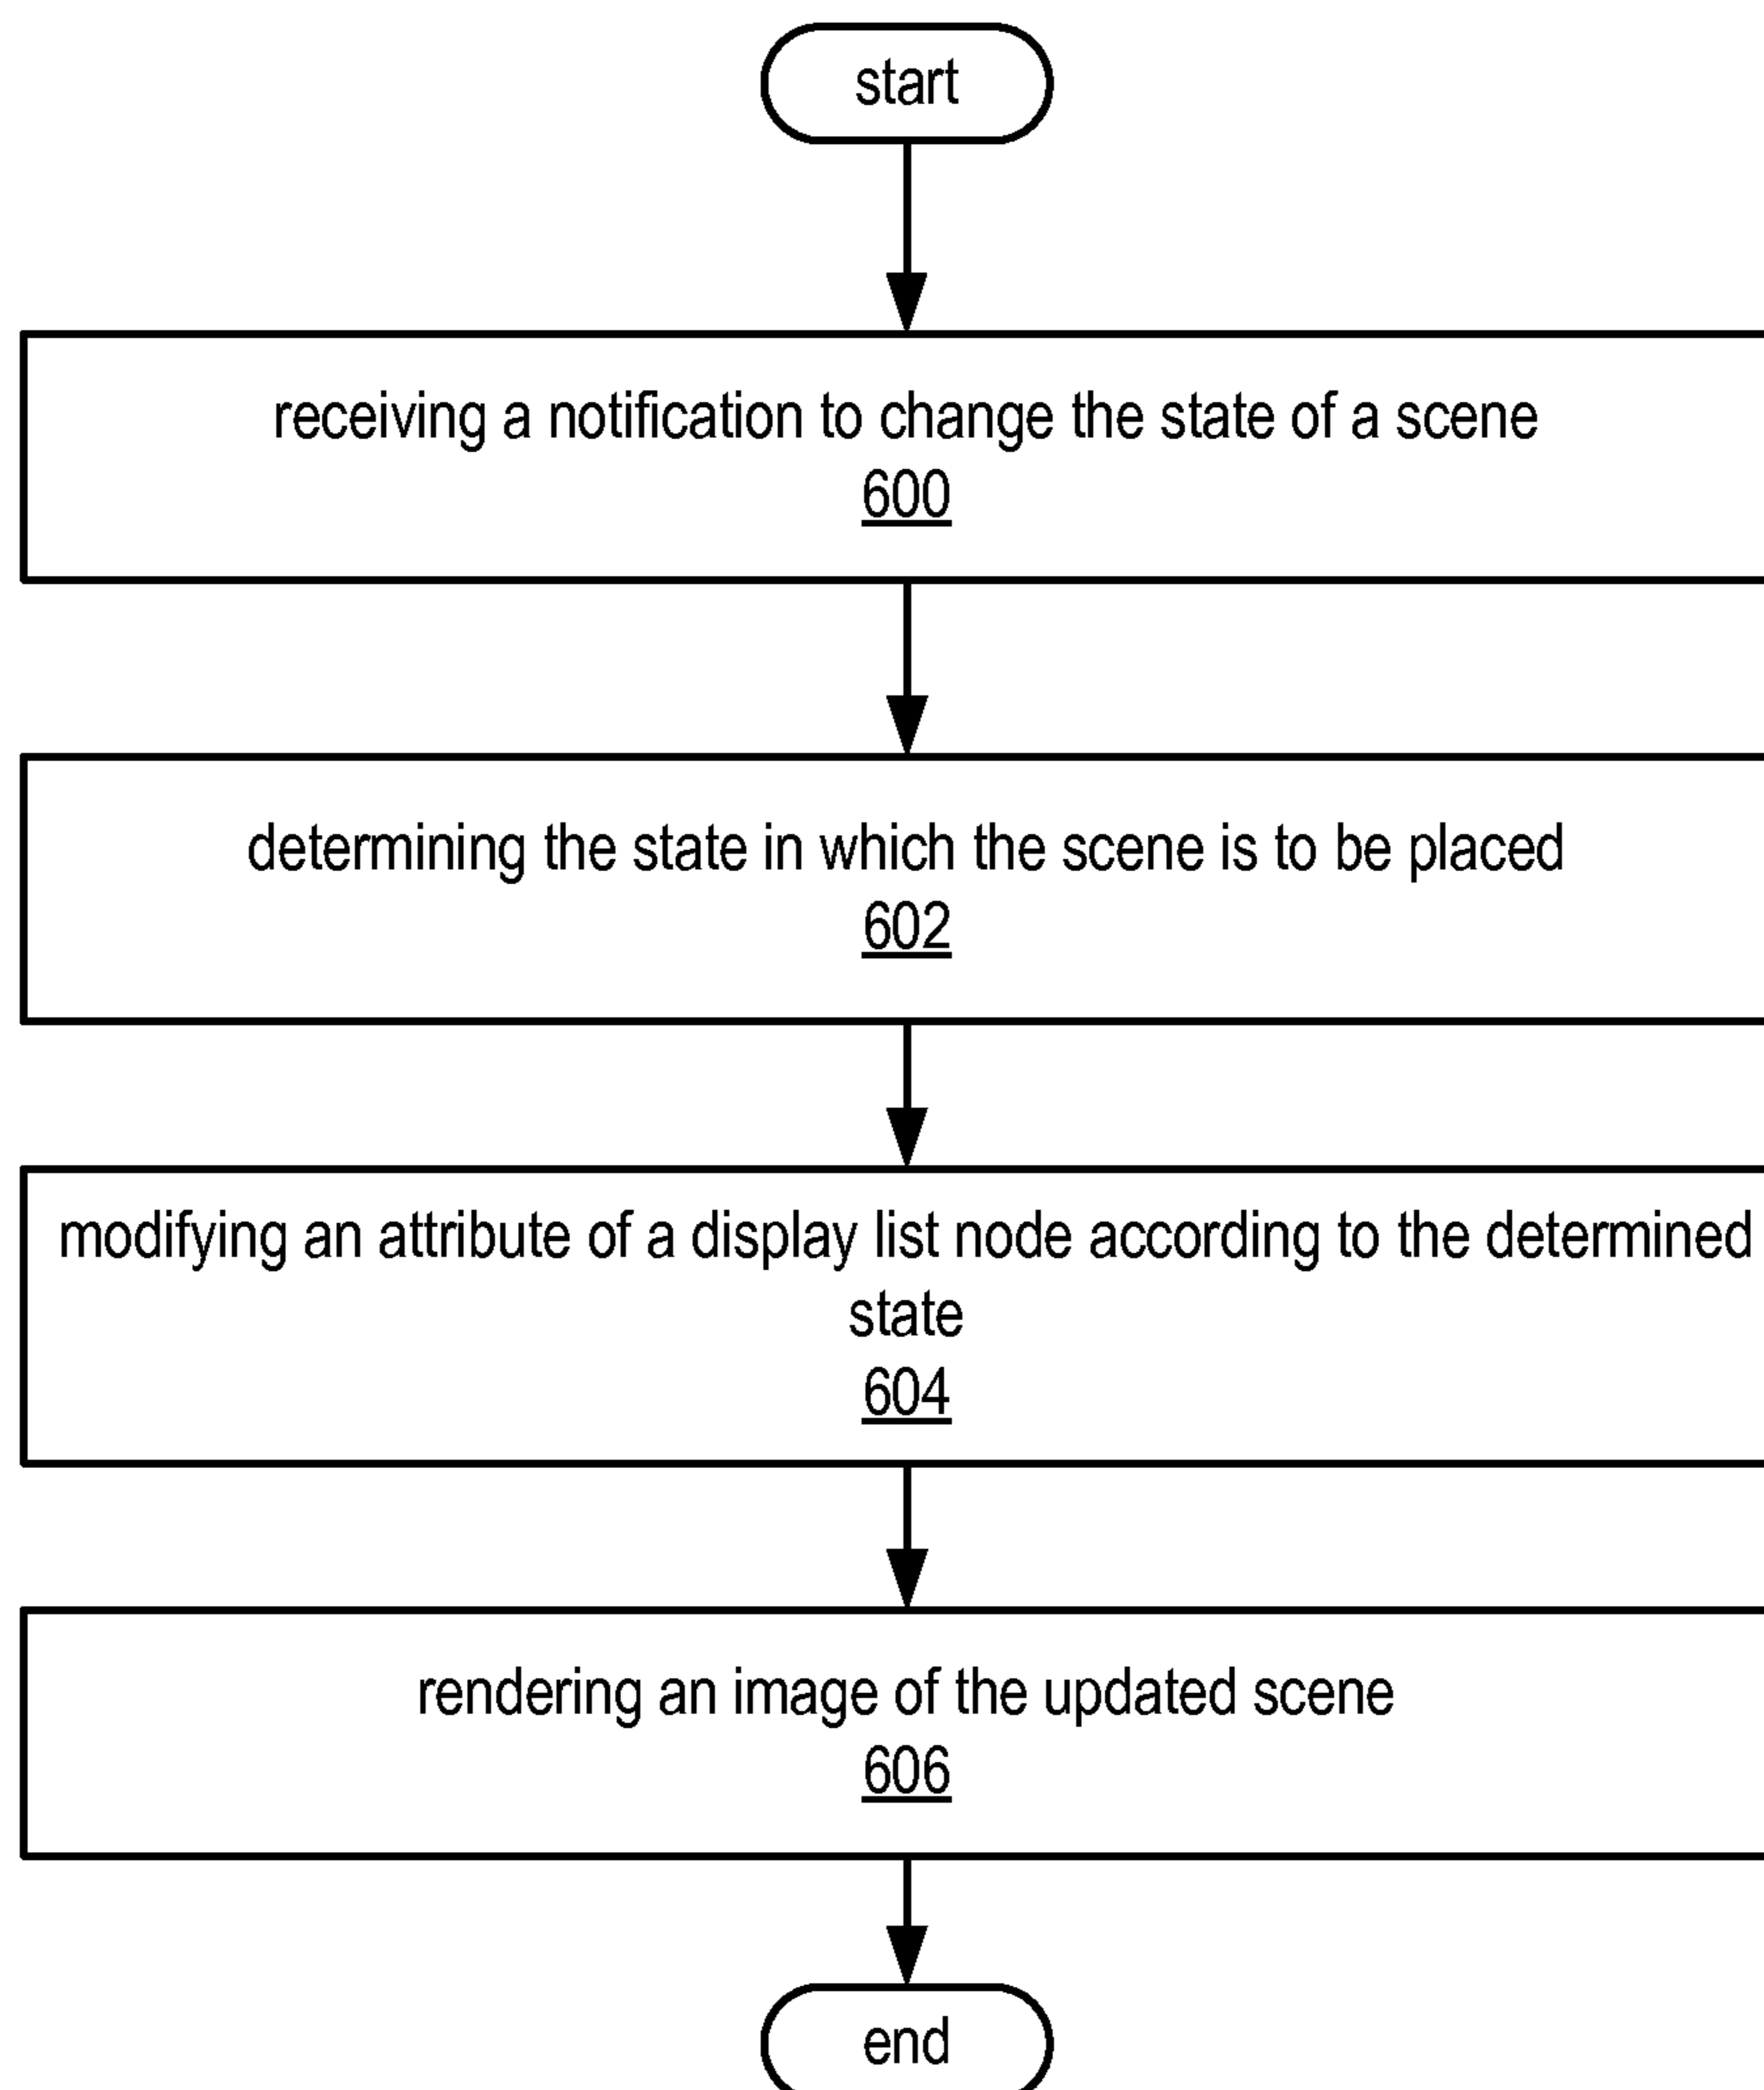 start
receiving a notification to change the state of a scene
600
determining the state in which the scene is to be placed
602
modifying an attribute of a display list node according to the determined
state
604
rendering an image of the updated scene
606
end